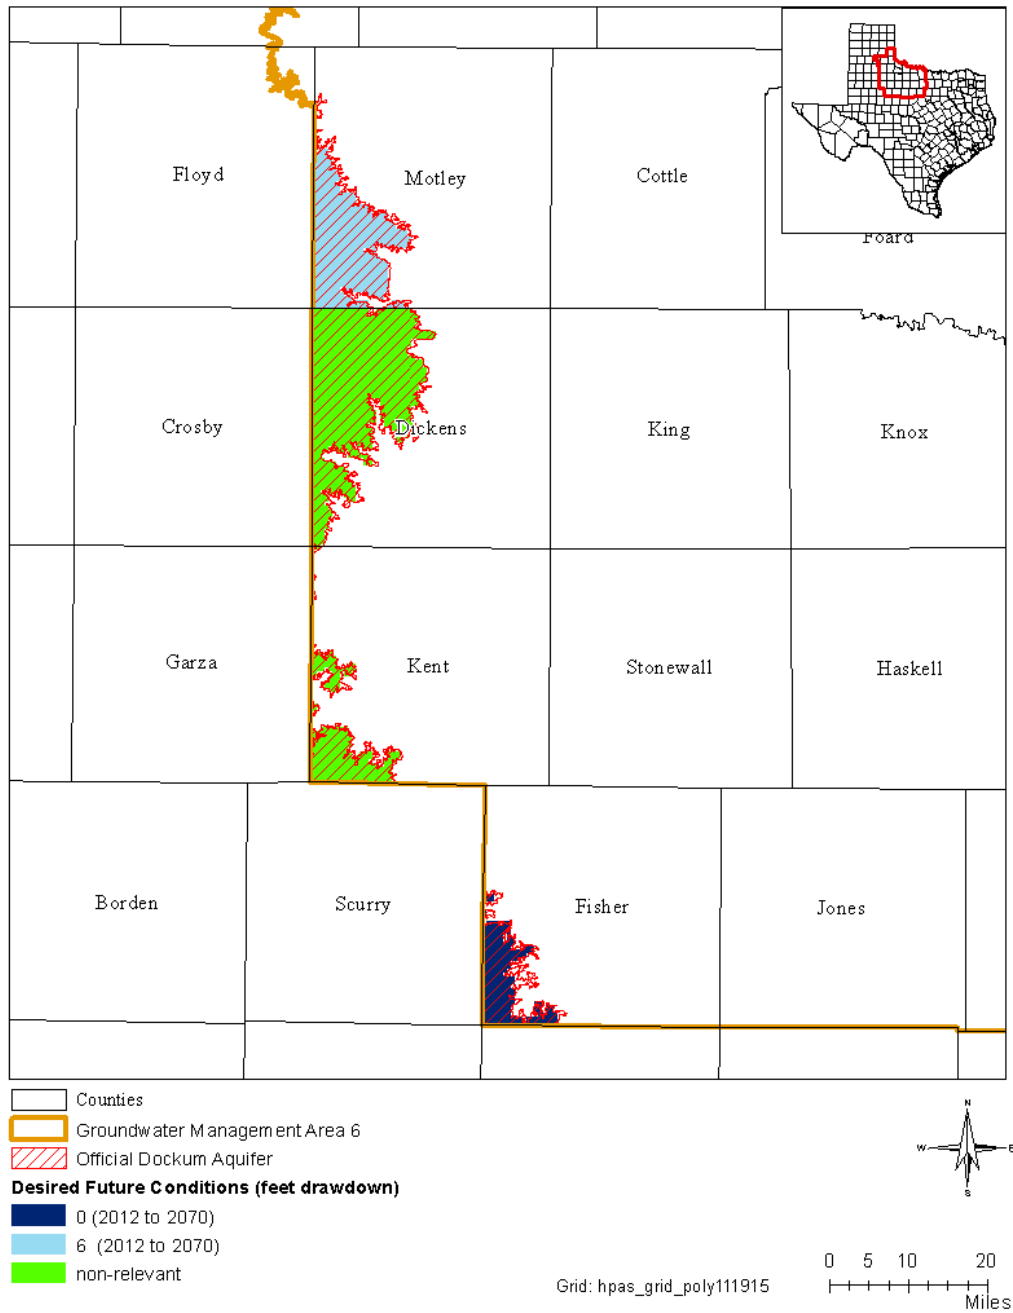 Floyd
Motley
Cottle
Foard
Crosby
Dickens
King
Knox
Garza
Kent
Stonewall
Haskell
Borden
Scurry
Fisher
Jones
Counties
Groundwater Management Area 6
Official Dockum Aquifer
Desired Future Conditions (feet drawdown)
0 (2012 to 2070)
6 (2012 to 2070)
non-relevant
N
W
E
S
Grid: hpas_grid_poly111915
0 5 10 20
Miles